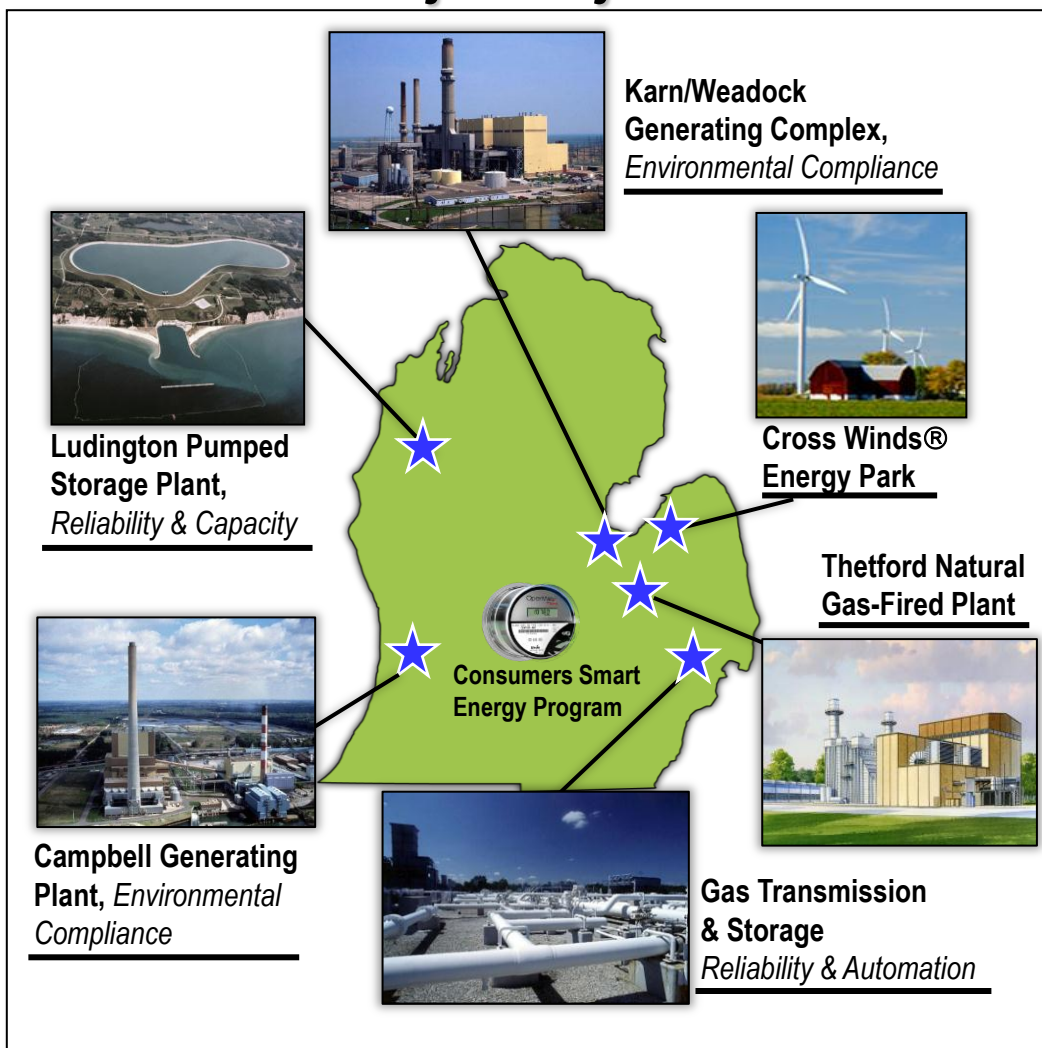 Karn/Weadock
Generating Complex,
Environmental Compliance
Ludington Pumped
Storage Plant,
Reliability & Capacity
Cross Winds®
Energy Park
Thetford Natural
Gas-Fired Plant
OpenWay
Consumers Smart
Energy Program
Campbell Generating
Plant, Environmental
Compliance
Gas Transmission
& Storage
Reliability & Automation